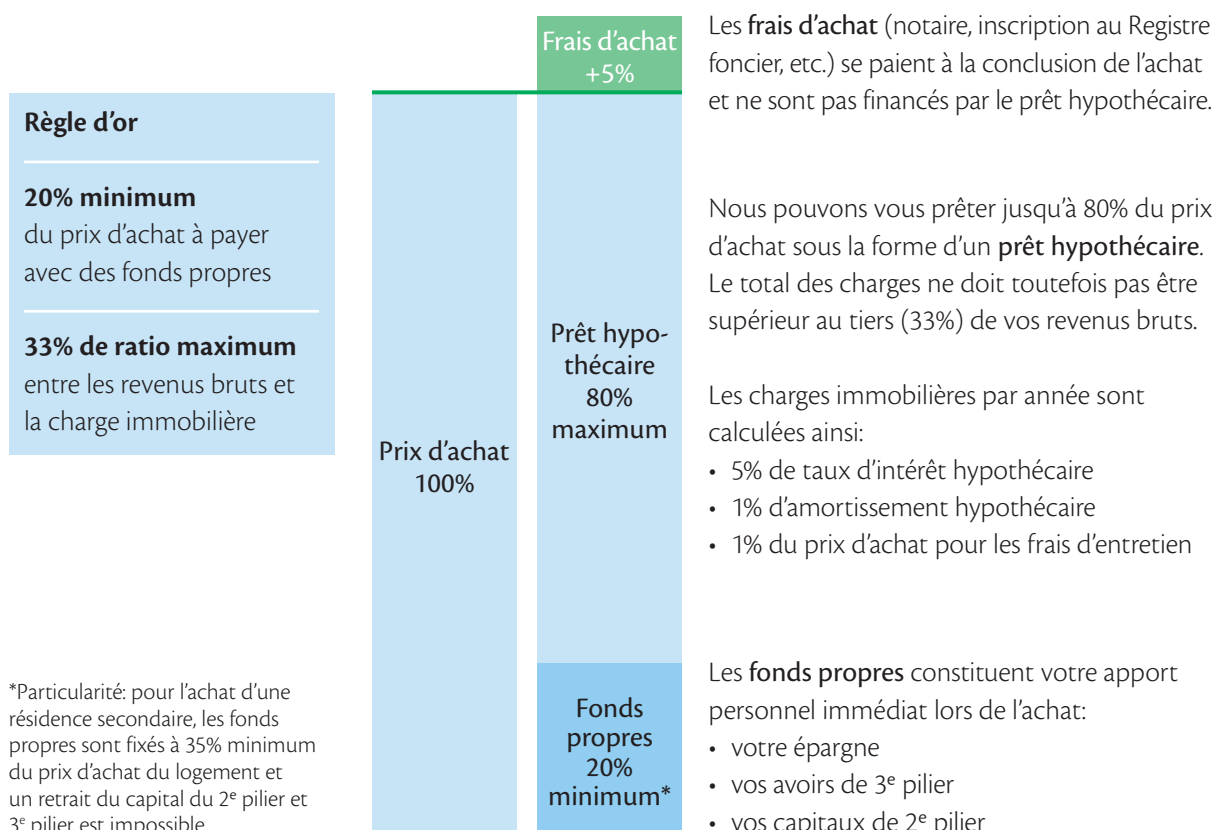 Règle d'or
20% minimum
du prix d'achat à payer
avec des fonds propres
33% de ratio maximum
entre les revenus bruts et
la charge immobilière
*Particularité: pour l'achat d'une
résidence secondaire, les fonds
propres sont fixés à 35% minimum
du prix d'achat du logement et
un retrait du capital du 2e pilier et
3e pilier est impossible
Prix d'achat
100%
Frais d'achat
+5%
Prêt hypo-
thécaire
80%
maximum
Fonds
propres
20%
minimum*
Les frais d'achat (notaire, inscription au Registre
foncier, etc.) se paient à la conclusion de l'achat
et ne sont pas financés par le prêt hypothécaire.
Nous pouvons vous prêter jusqu'à 80% du prix
d'achat sous la forme d'un prêt hypothécaire.
Le total des charges ne doit toutefois pas être
supérieur au tiers (33%) de vos revenus bruts.
Les charges immobilières par année sont
calculées ainsi:
• 5% de taux d'intérêt hypothécaire
• 1% d'amortissement hypothécaire
• 1% du prix d'achat pour les frais d'entretien
Les fonds propres constituent votre apport
personnel immédiat lors de l'achat:
• votre épargne
• vos avoirs de 3e pilier
• vos capitaux de 2e pilier